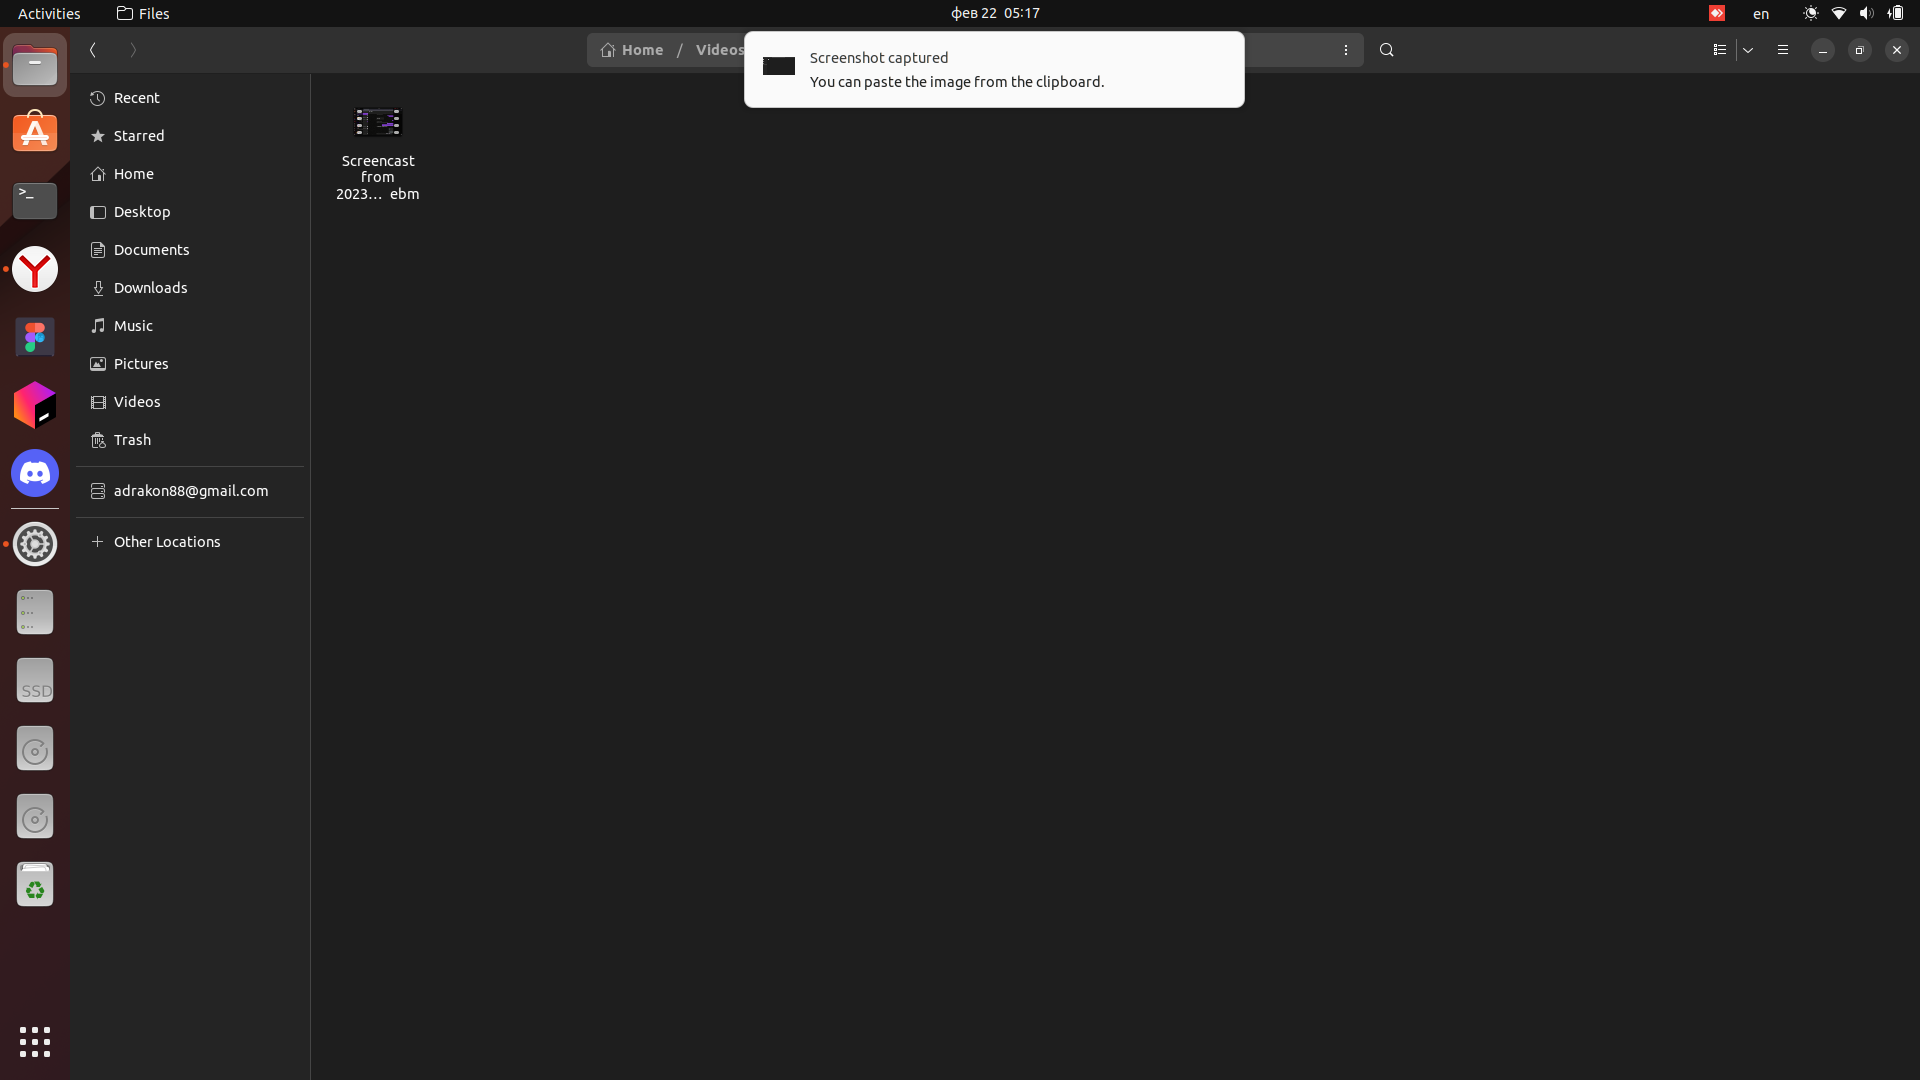 Activities
Files
фев 22 05:17
en
Home / Videos
Screenshot captured
You can paste the image from the clipboard.
Recent
Starred
Home
Desktop
Documents
Downloads
Music
Pictures
Videos
Trash
adrakon88@gmail.com
Other Locations
Screencast
from
2023… ebm
>_
SSD